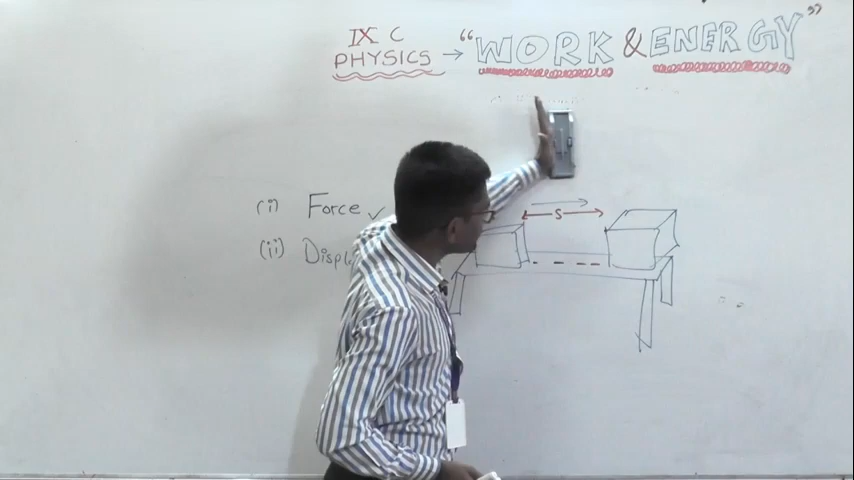 IX C
PHYSICS → “WORK & ENERGY”
(i) Force ✓
(ii)
S